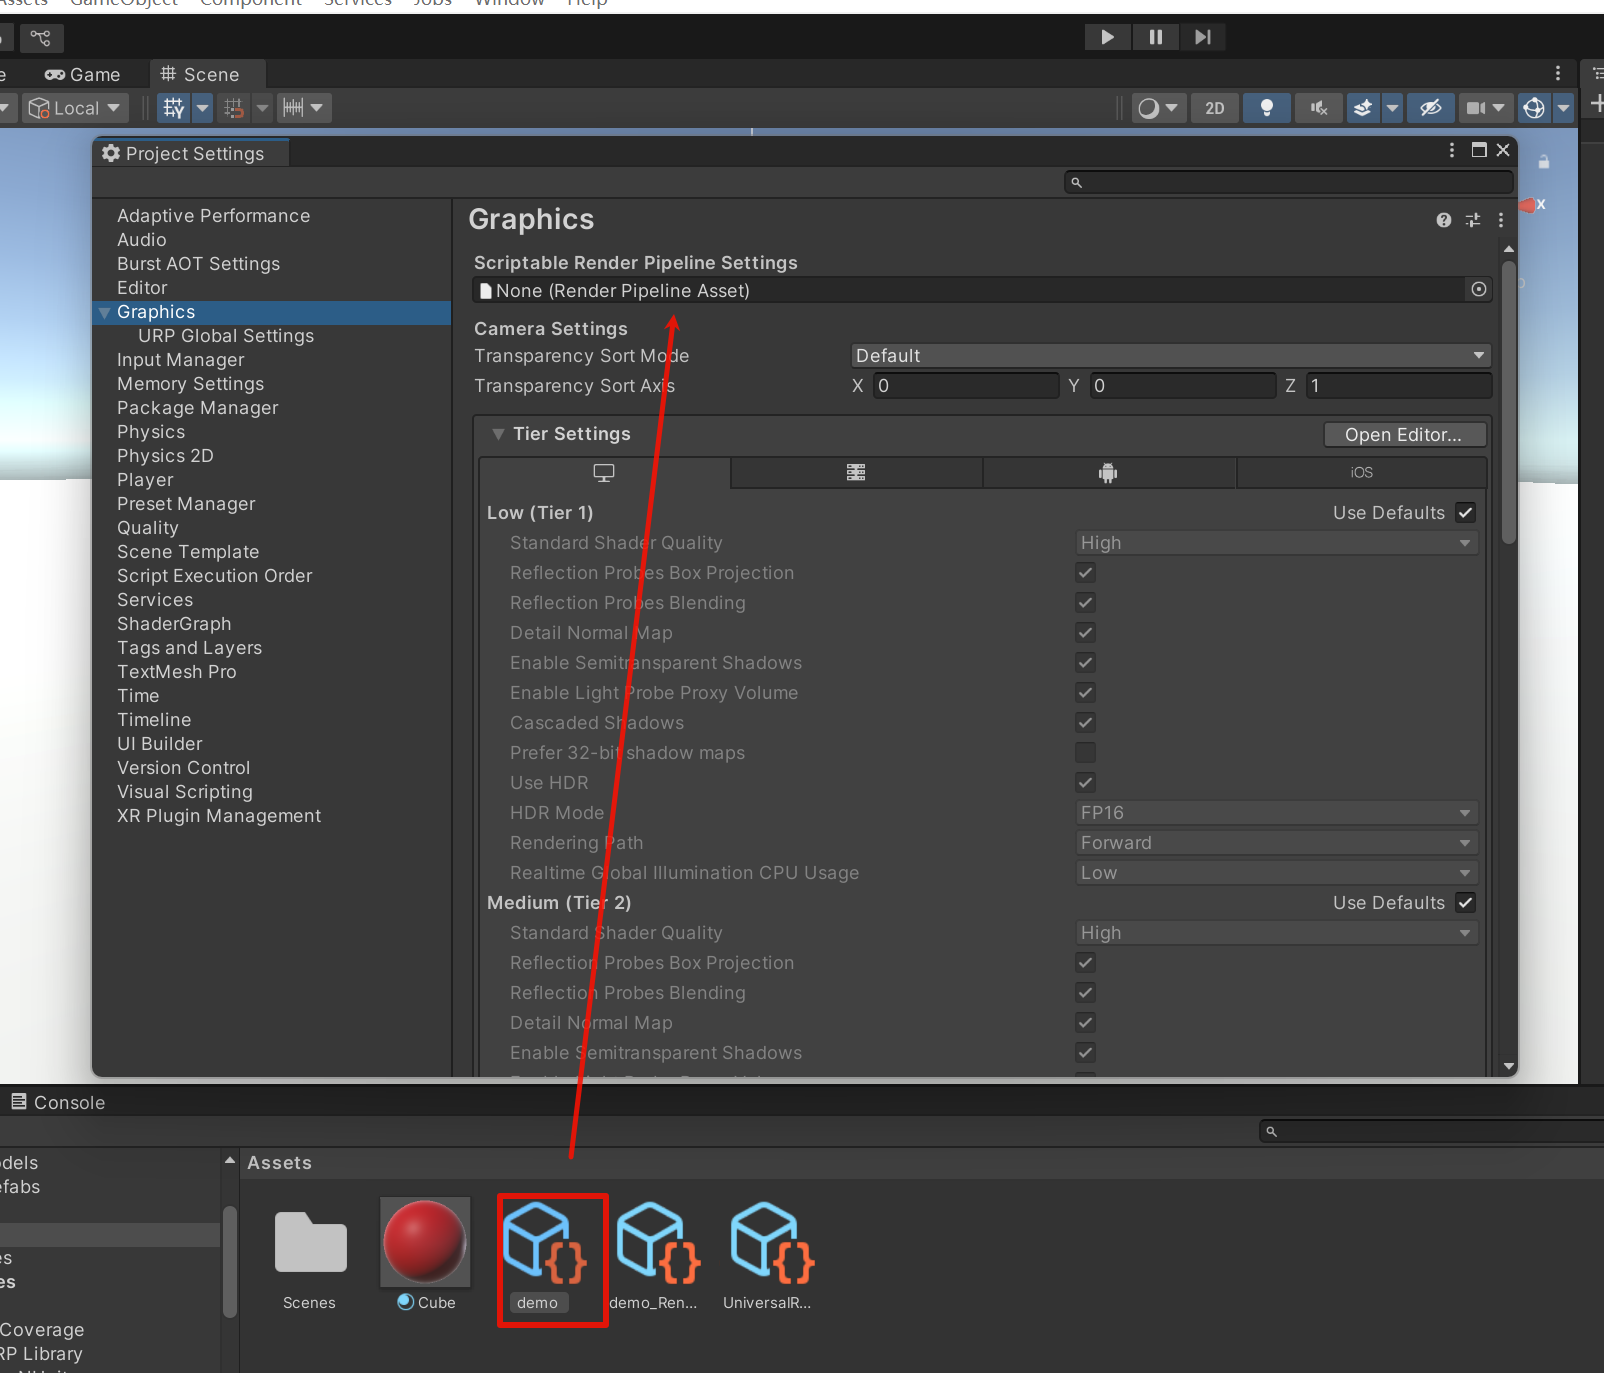 GameObject Component Services Jobs Window Help
Game
Scene
Local
2D
Project Settings
X
Adaptive Performance
Audio
Burst AOT Settings
Editor
Graphics
URP Global Settings
Input Manager
Memory Settings
Package Manager
Physics
Physics 2D
Player
Preset Manager
Quality
Scene Template
Script Execution Order
Services
ShaderGraph
Tags and Layers
TextMesh Pro
Time
Timeline
UI Builder
Version Control
Visual Scripting
XR Plugin Management
Graphics
Scriptable Render Pipeline Settings
None (Render Pipeline Asset)
Camera Settings
Transparency Sort Mode Default
Transparency Sort Axis X 0 Y 0 Z 1
Tier Settings Open Editor...
iOS
Low (Tier 1) Use Defaults
Standard Shader Quality High
Reflection Probes Box Projection
Reflection Probes Blending
Detail Normal Map
Enable Semitransparent Shadows
Enable Light Probe Proxy Volume
Cascaded Shadows
Prefer 32-bit shadow maps
Use HDR
HDR Mode FP16
Rendering Path Forward
Realtime Global Illumination CPU Usage Low
Medium (Tier 2) Use Defaults
Standard Shader Quality High
Reflection Probes Box Projection
Reflection Probes Blending
Detail Normal Map
Enable Semitransparent Shadows
Console
dels
efabs
es
es
Coverage
RP Library
Assets
Scenes
Cube
demo
demo_Ren...
UniversalR...